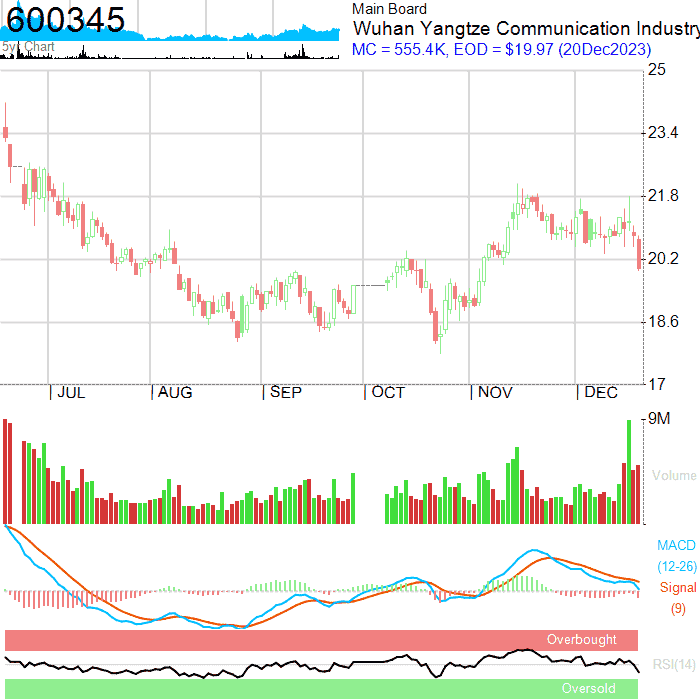 600345
5yr Chart
Main Board
Wuhan Yangtze Communication Industry
MC = 555.4K, EOD = $19.97 (20Dec2023)
25
23.4
21.8
20.2
18.6
17
JUL AUG SEP OCT NOV DEC
9M
Volume
MACD
(12-26)
Signal
(9)
Overbought
RSI(14)
Oversold